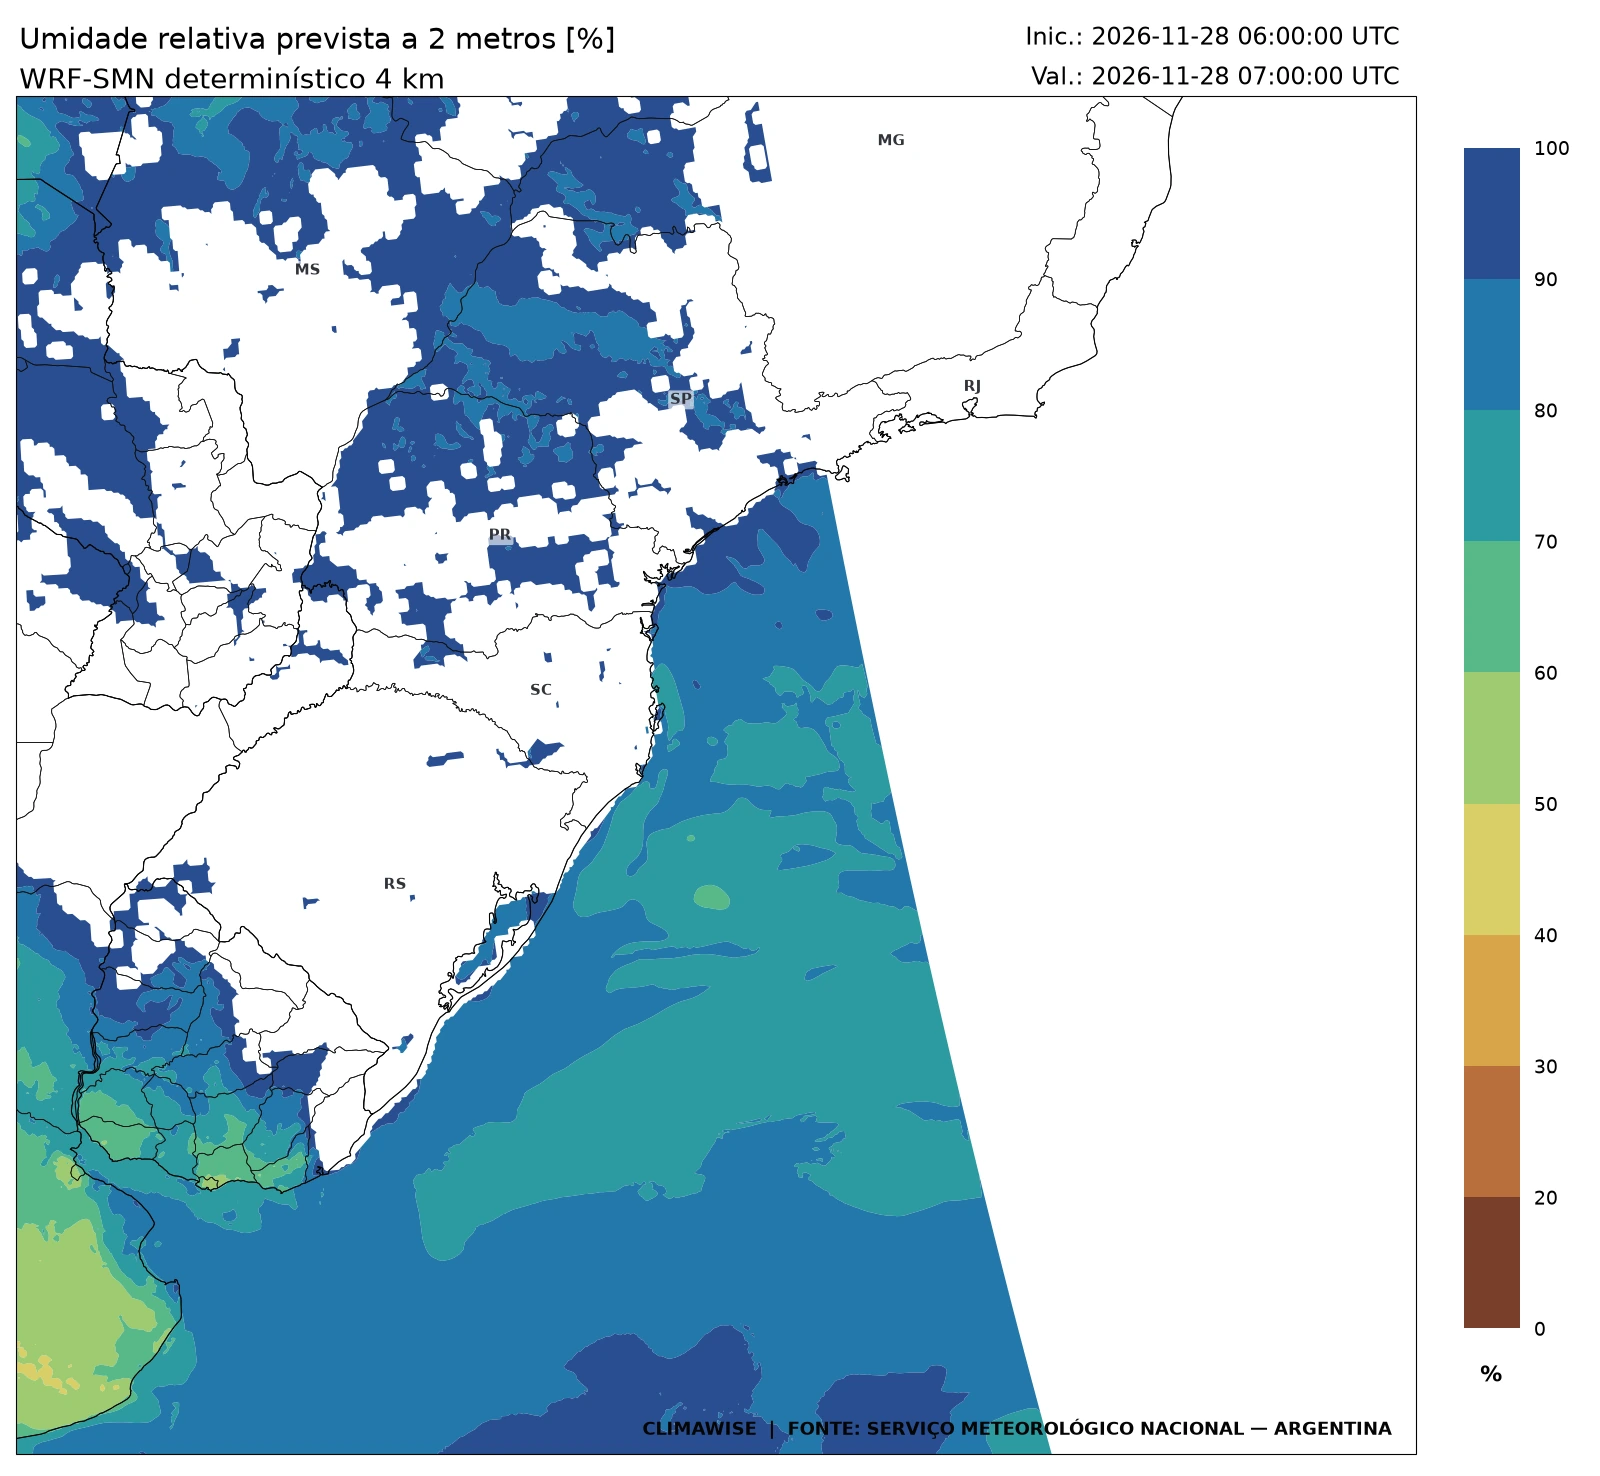 Umidade relativa prevista a 2 metros [%]
WRF-SMN determinístico 4 km
Inic.: 2026-11-28 06:00:00 UTC
Val.: 2026-11-28 07:00:00 UTC
MG
MS
RJ
SP
PR
SC
RS
100
90
80
70
60
50
40
30
20
0
%
CLIMAWISE | FONTE: SERVIÇO METEOROLÓGICO NACIONAL — ARGENTINA